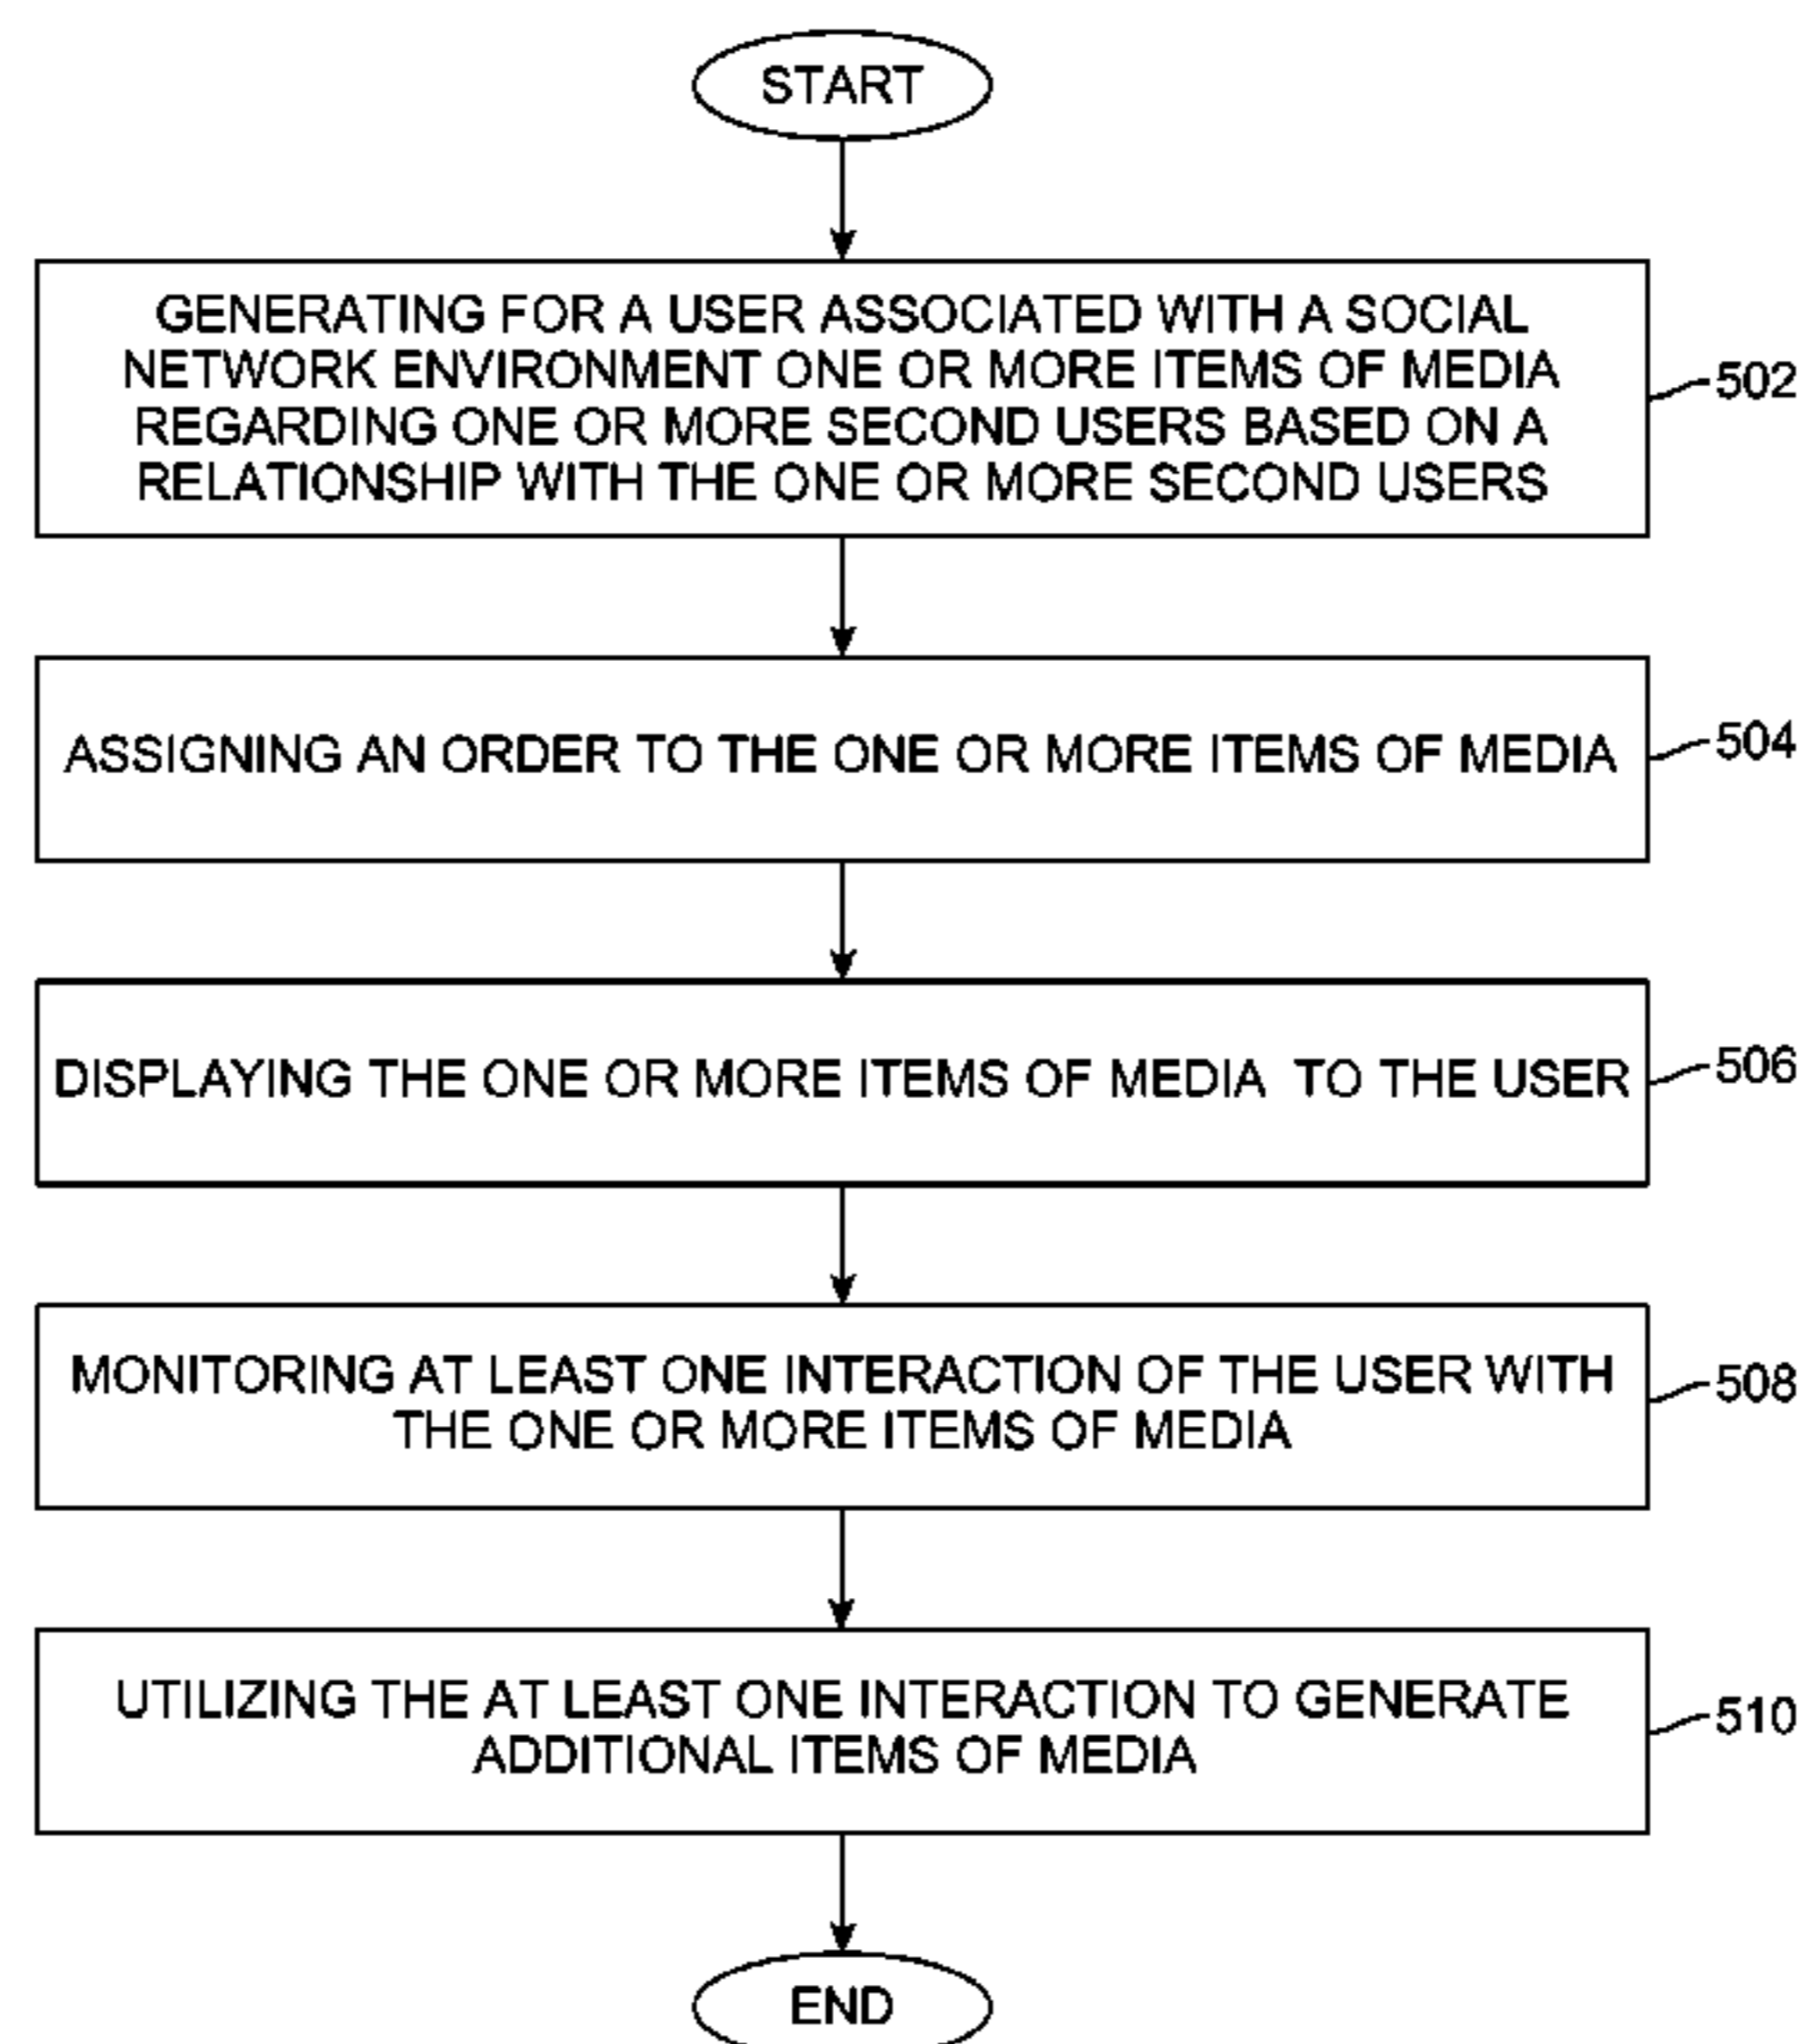 START
GENERATING FOR A USER ASSOCIATED WITH A SOCIAL
NETWORK ENVIRONMENT ONE OR MORE ITEMS OF MEDIA
REGARDING ONE OR MORE SECOND USERS BASED ON A
RELATIONSHIP WITH THE ONE OR MORE SECOND USERS
502
ASSIGNING AN ORDER TO THE ONE OR MORE ITEMS OF MEDIA
504
DISPLAYING THE ONE OR MORE ITEMS OF MEDIA TO THE USER
506
MONITORING AT LEAST ONE INTERACTION OF THE USER WITH
THE ONE OR MORE ITEMS OF MEDIA
508
UTILIZING THE AT LEAST ONE INTERACTION TO GENERATE
ADDITIONAL ITEMS OF MEDIA
510
END